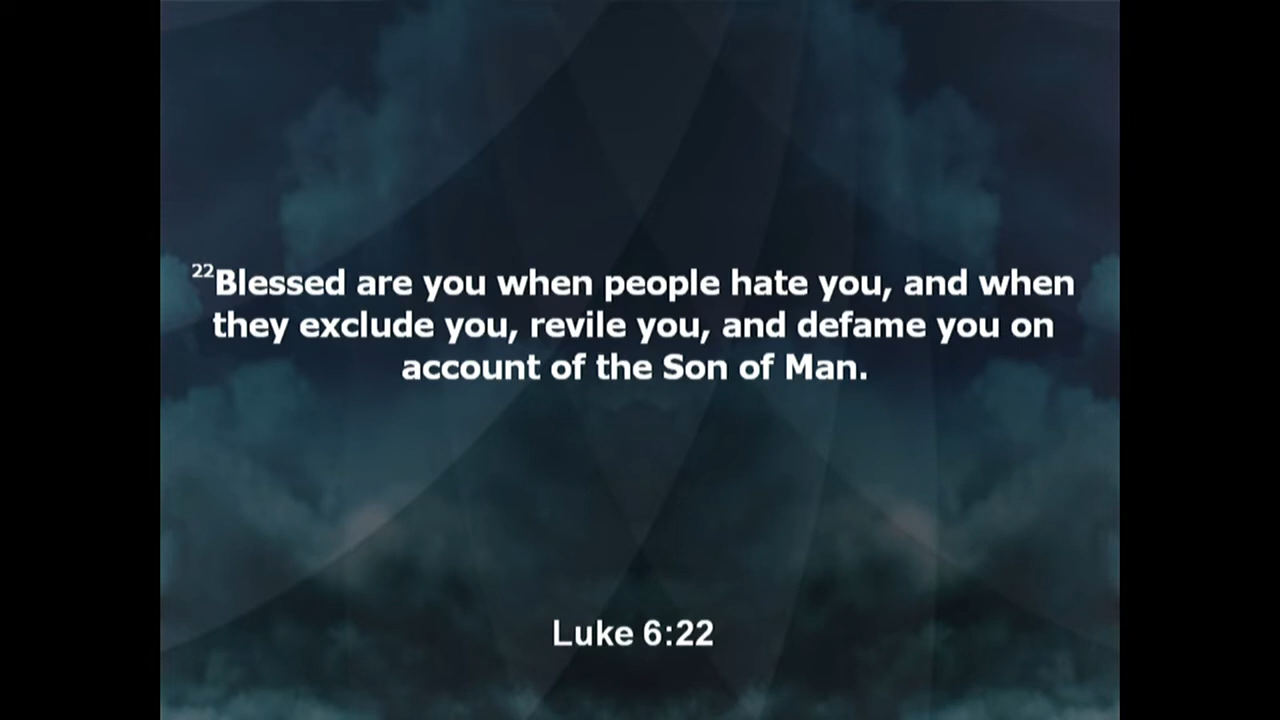 22Blessed are you when people hate you, and when
they exclude you, revile you, and defame you on
account of the Son of Man.
Luke 6:22